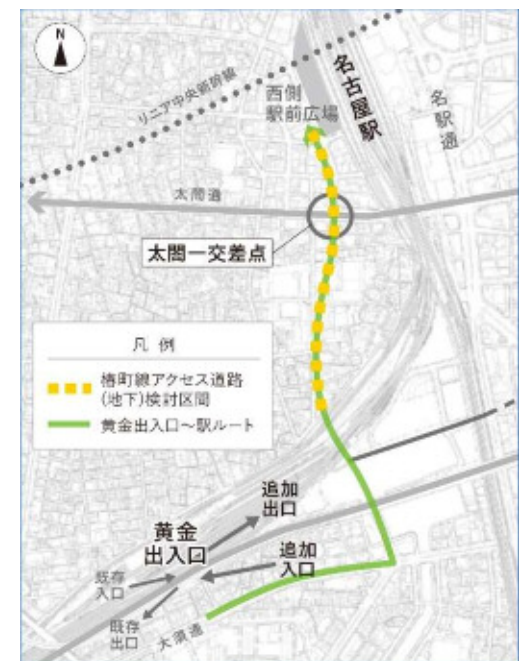 N
リニア中央新幹線
西側
駅前広場
名古屋駅
名駅通
太閤通
太閤一交差点
凡 例
椿町線アクセス道路
(地下)検討区間
黄金出入口〜駅ルート
追加
出口
黄金
出入口
追加
入口
既存
入口
既存
出口
大須通